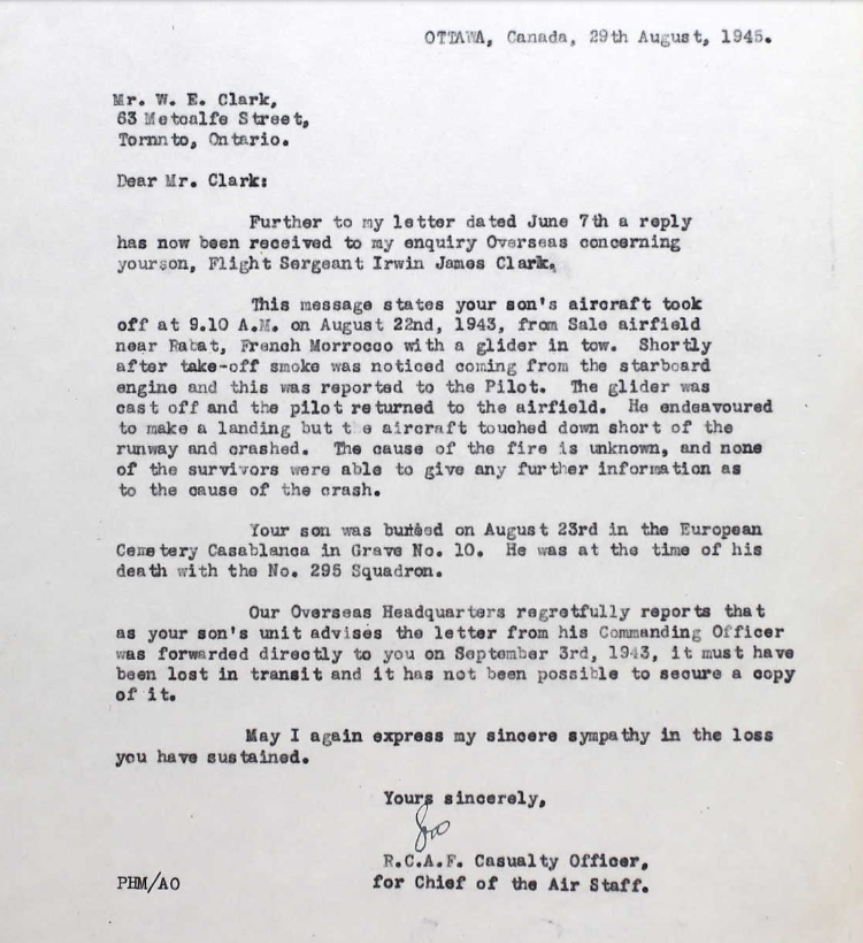 OTTAWA, Canada, 29th August, 1945.
Mr. W. E. Clark,
63 Metcalfe Street,
Tornnto, Ontario.
Dear Mr. Clark:
Further to my letter dated June 7th a reply
has now been received to my enquiry Overseas concerning
yourson, Flight Sergeant Irwin James Clark.
This message states your son's aircraft took
off at 9.10 A.M. on August 22nd, 1943, from Sale airfield
near Rabat, French Morrocco with a glider in tow. Shortly
after take-off smoke was noticed coming from the starboard
engine and this was reported to the Pilot. The glider was
cast off and the pilot returned to the airfield. He endeavoured
to make a landing but the aircraft touched down short of the
runway and crashed. The cause of the fire is unknown, and none
of the survivors were able to give any further information as
to the cause of the crash.
Your son was buried on August 23rd in the European
Cemetery Casablanca in Grave No. 10. He was at the time of his
death with the No. 295 Squadron.
Our Overseas Headquarters regretfully reports that
as your son's unit advises the letter from his Commanding Officer
was forwarded directly to you on September 3rd, 1943, it must have
been lost in transit and it has not been possible to secure a copy
of it.
May I again express my sincere sympathy in the loss
you have sustained.
Yours sincerely,
R.C.A.F. Casualty Officer,
for Chief of the Air Staff.
PHM/AO